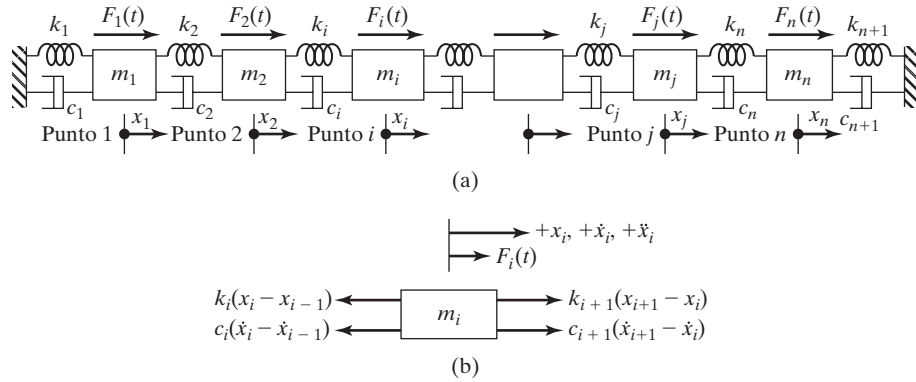 k₁ F₁(t) k₂ F₂(t) kᵢ Fᵢ(t) kⱼ Fⱼ(t) kₙ Fₙ(t) kₙ₊₁
m₁ m₂ mᵢ mⱼ mₙ
c₁ c₂ cᵢ cⱼ cₙ cₙ₊₁
Punto 1 x₁ Punto 2 x₂ Punto i xᵢ Punto j xⱼ Punto n xₙ
(a)
+xᵢ, +ẋᵢ, +ẍᵢ
Fᵢ(t)
kᵢ(xᵢ − xᵢ₋₁) kᵢ₊₁(xᵢ₊₁ − xᵢ)
mᵢ
cᵢ(ẋᵢ − ẋᵢ₋₁) cᵢ₊₁(ẋᵢ₊₁ − ẋᵢ)
(b)